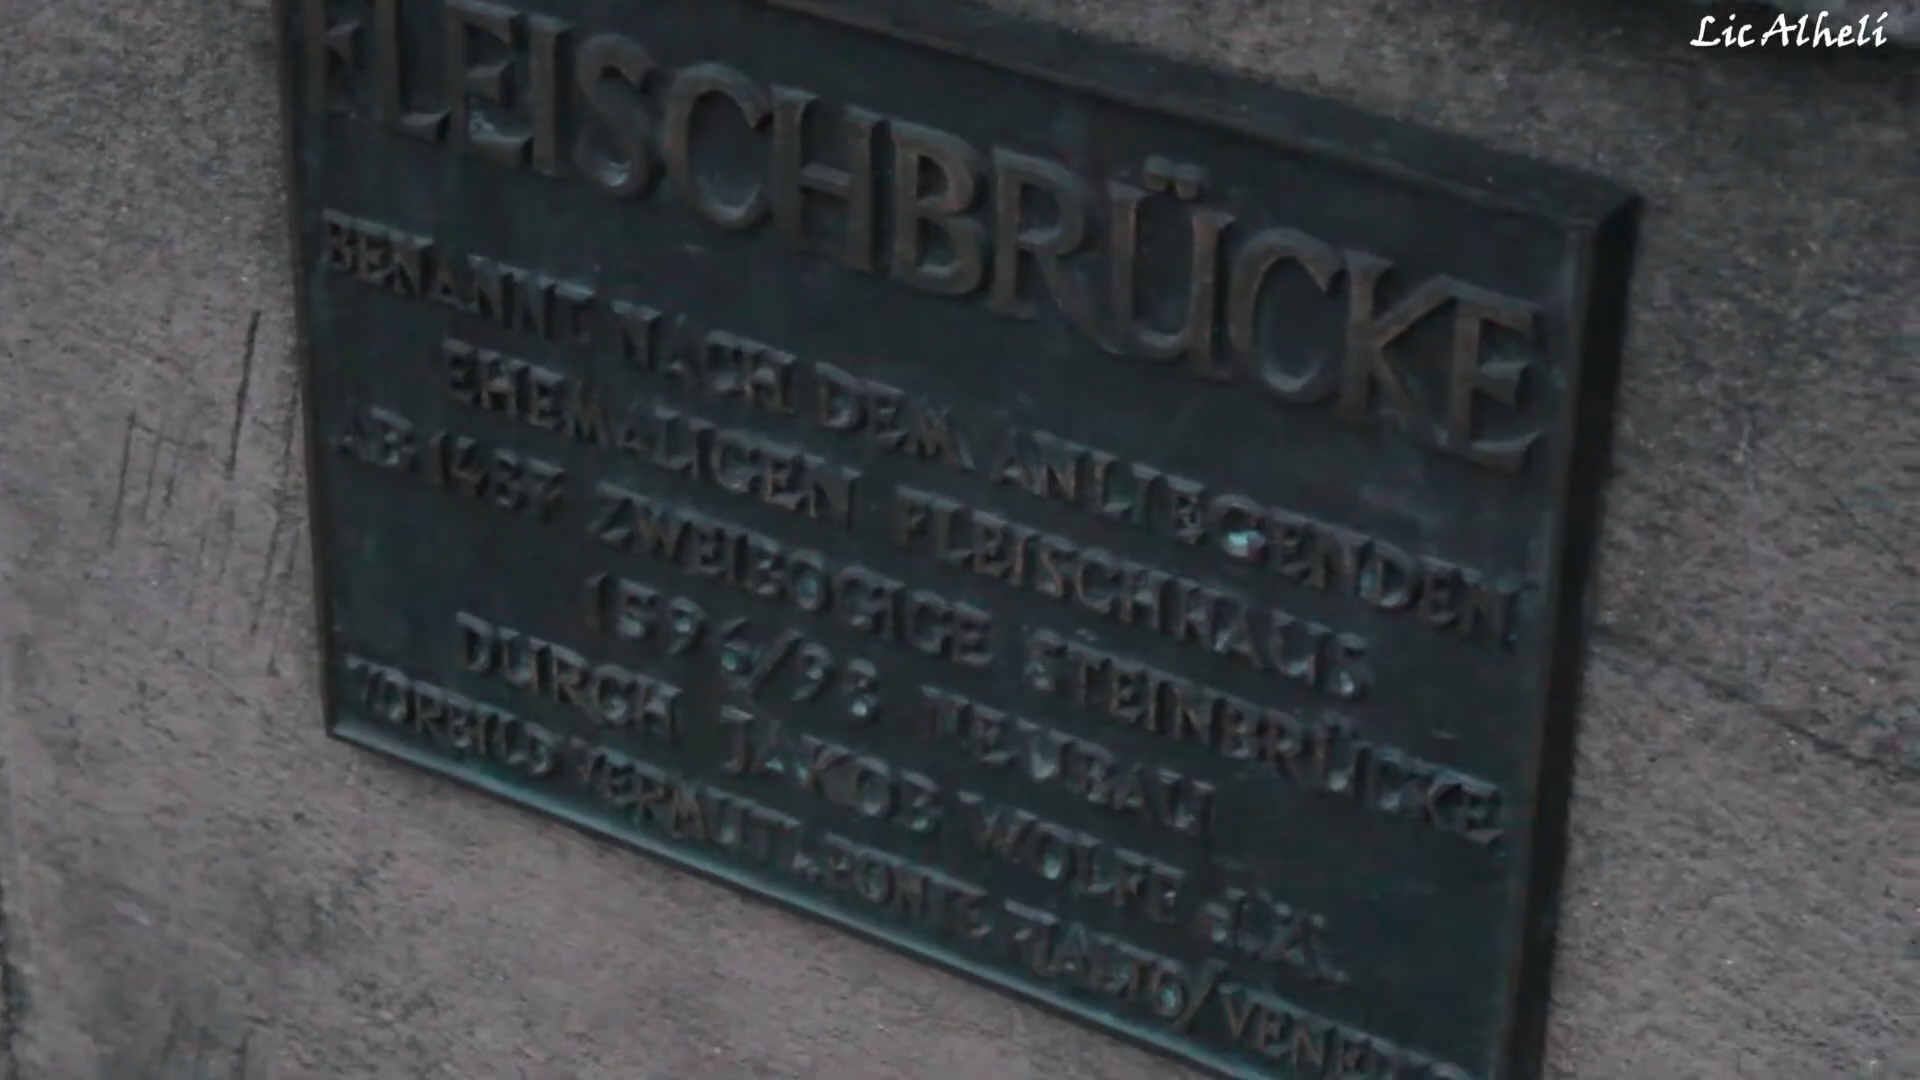 Lic Alhelí
FLEISCHBRÜCKE
BENANNT NACH DEM ANLIEGENDEN
EHEMALIGEN FLEISCHHAUS
AB 1487 ZWEIBOGIGE STEINBRÜCKE
1596/98 NEUBAU
DURCH JAKOB WOLFF d.Ä.
VORBILD VERMUTL. PONTE RIALTO/VENEDIG